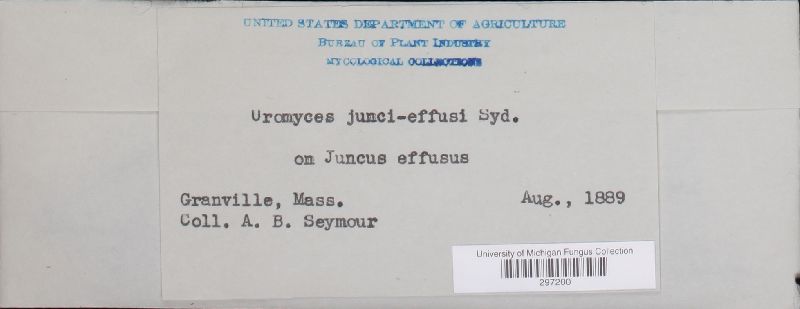 UNITED STATES DEPARTMENT OF AGRICULTURE
BUREAU OF PLANT INDUSTRY
MYCOLOGICAL COLLECTIONS
Uromyces junci-effusi Syd.
on Juncus effusus
Granville, Mass. Aug., 1889
Coll. A. B. Seymour
University of Michigan Fungus Collection
297200